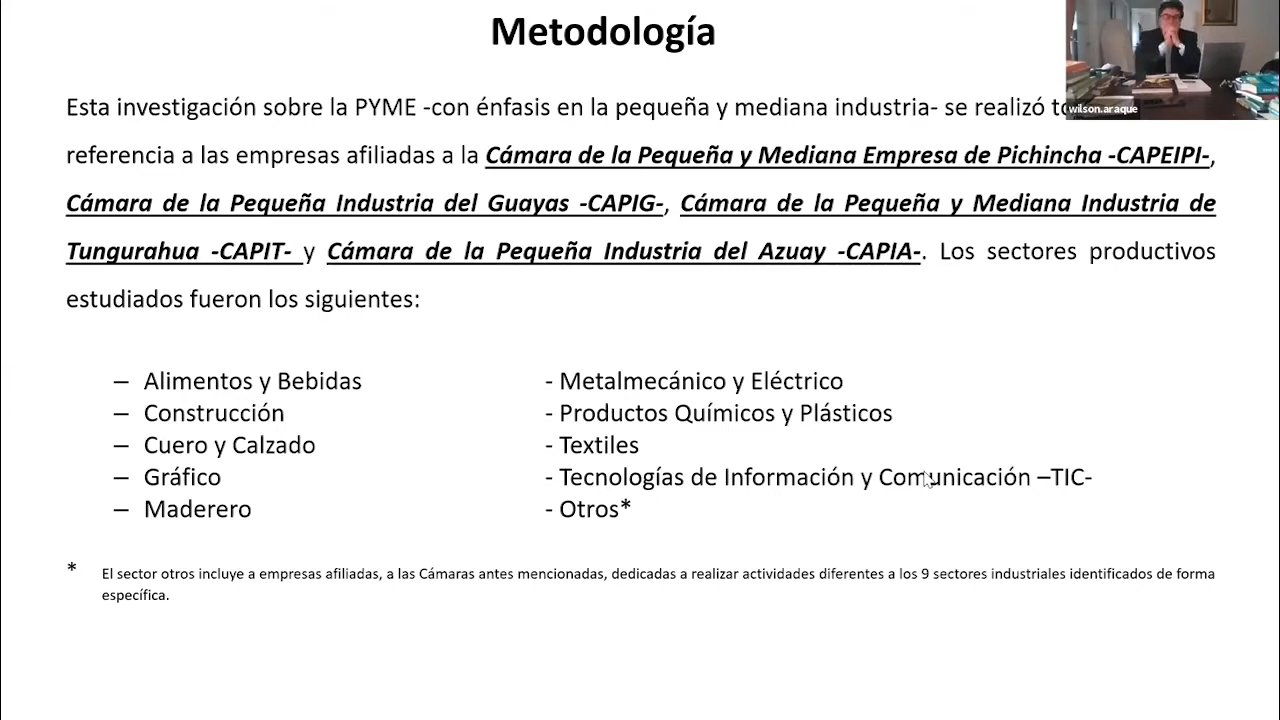 Metodología
wilson.araque
Esta investigación sobre la PYME -con énfasis en la pequeña y mediana industria- se realizó
referencia a las empresas afiliadas a la Cámara de la Pequeña y Mediana Empresa de Pichincha -CAPEIPI-,
Cámara de la Pequeña Industria del Guayas -CAPIG-, Cámara de la Pequeña y Mediana Industria de
Tungurahua -CAPIT- y Cámara de la Pequeña Industria del Azuay -CAPIA-. Los sectores productivos
estudiados fueron los siguientes:
– Alimentos y Bebidas
– Construcción
– Cuero y Calzado
– Gráfico
– Maderero
- Metalmecánico y Eléctrico
- Productos Químicos y Plásticos
- Textiles
- Tecnologías de Información y Comunicación –TIC-
- Otros*
* El sector otros incluye a empresas afiliadas, a las Cámaras antes mencionadas, dedicadas a realizar actividades diferentes a los 9 sectores industriales identificados de forma
específica.